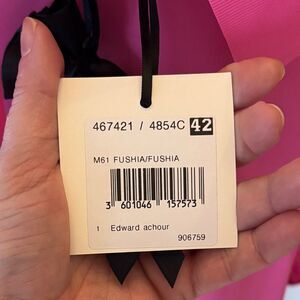 467421 / 4854C 42
M61 FUSHIA/FUSHIA
3 601046 157573
1 Edward achour
906759